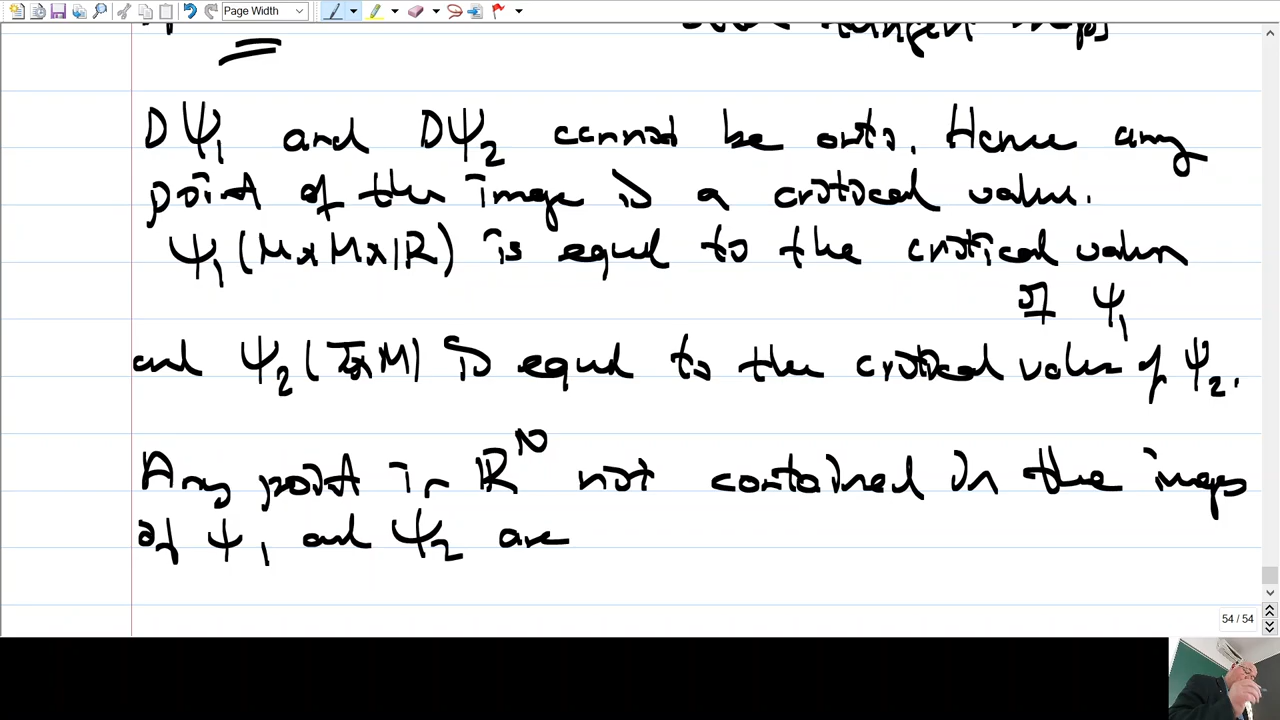 Page Width
DΨ₁ and DΨ₂ cannot be onto. Hence any
point of the image is a critical value.
Ψ₁(M×M×ℝ) is equal to the critical values
of Ψ₁
and Ψ₂(TM) is equal to the critical values of Ψ₂.
Any point in ℝᴺ not contained in the images
of Ψ₁ and Ψ₂ are
54 / 54